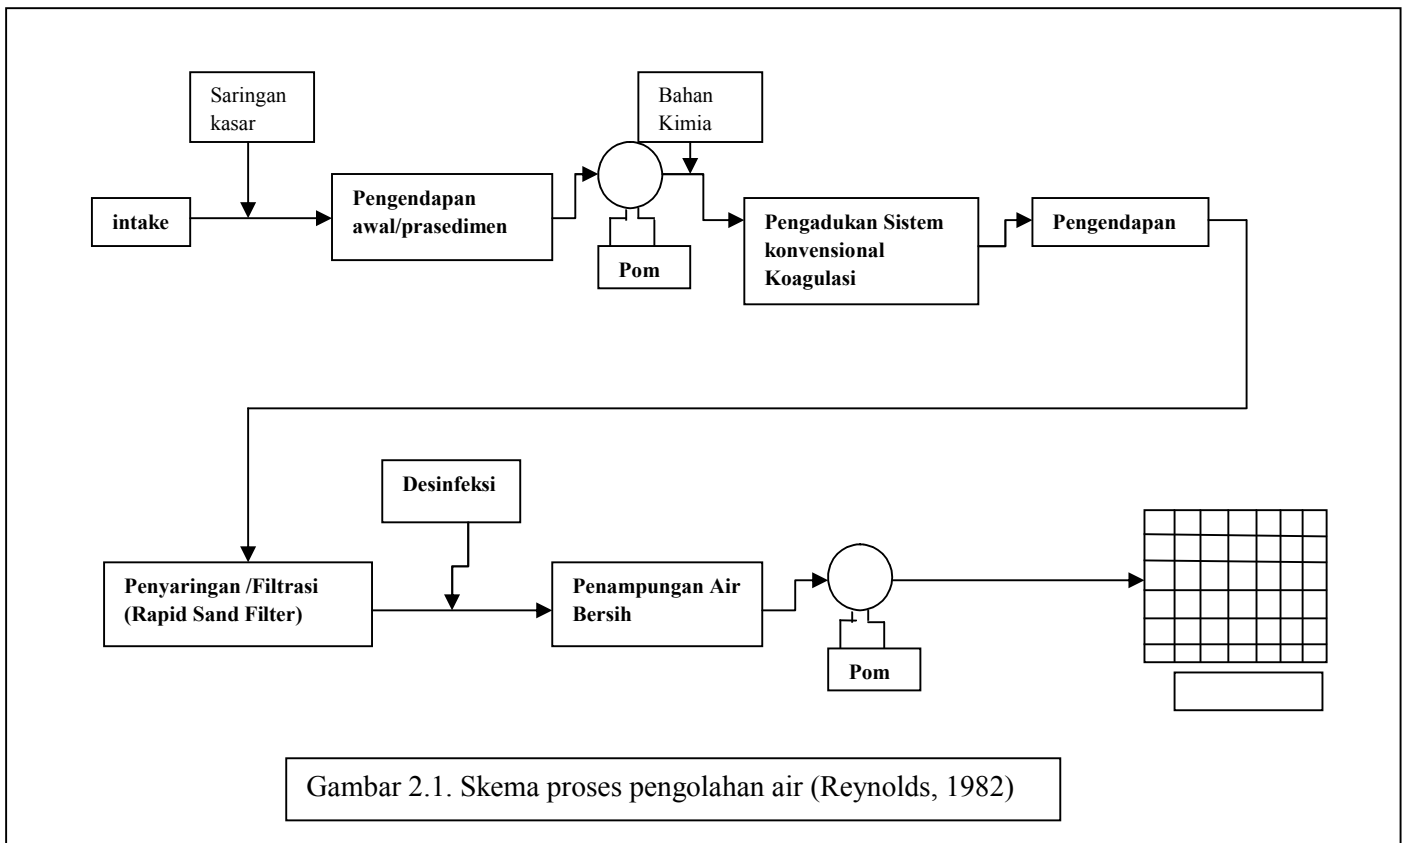 Saringan
kasar
Bahan
Kimia
intake
Pengendapan
awal/prasedimen
Pom
Pengadukan Sistem
konvensional
Koagulasi
Pengendapan
Desinfeksi
Penyaringan /Filtrasi
(Rapid Sand Filter)
Penampungan Air
Bersih
Pom
Gambar 2.1. Skema proses pengolahan air (Reynolds, 1982)